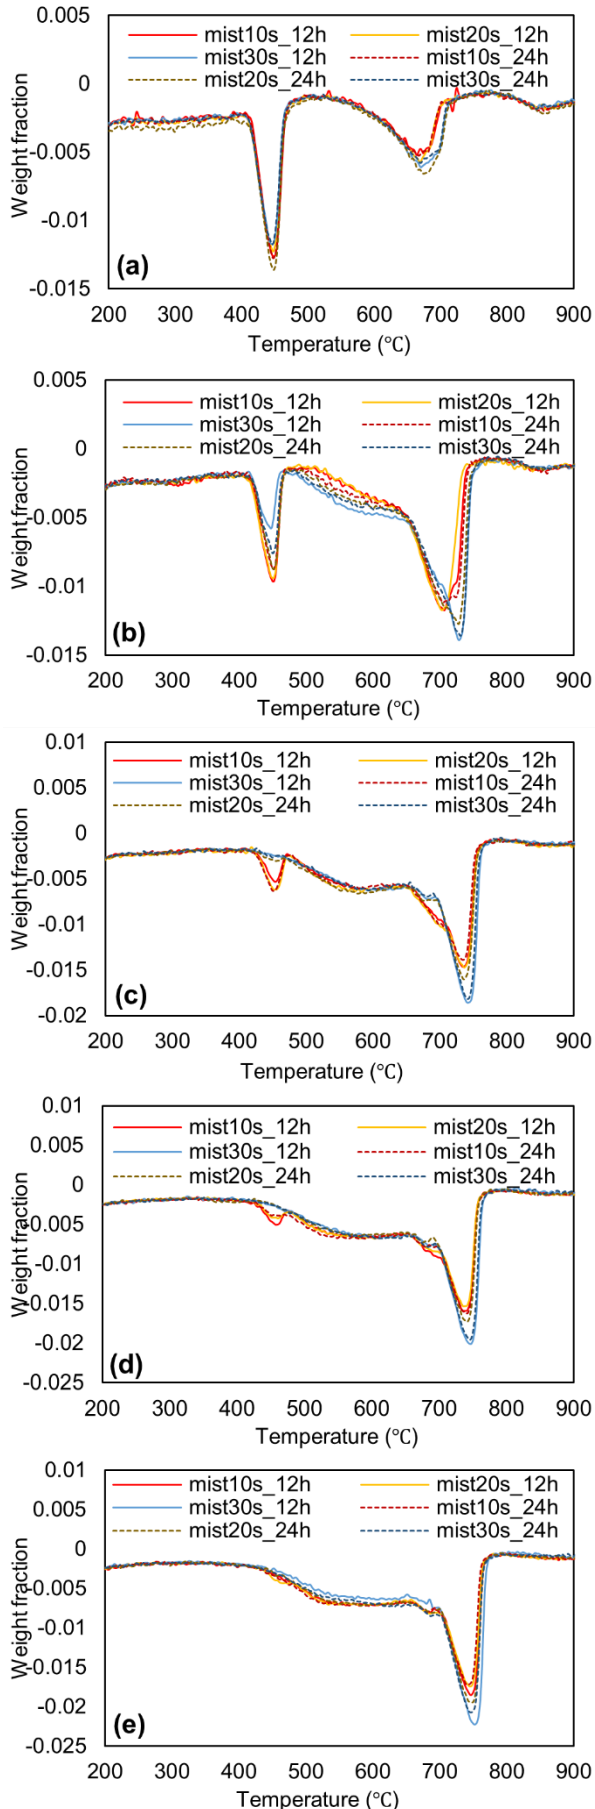 0.005
mist10s_12h mist20s_12h
mist30s_12h mist10s_24h
mist20s_24h mist30s_24h
0
-0.005
-0.01
-0.015
Weight fraction
(a)
200 300 400 500 600 700 800 900
Temperature (℃)
0.005
mist10s_12h mist20s_12h
mist30s_12h mist10s_24h
mist20s_24h mist30s_24h
0
-0.005
-0.01
-0.015
Weight fraction
(b)
200 300 400 500 600 700 800 900
Temperature (℃)
0.01
mist10s_12h mist20s_12h
0.005
mist30s_12h mist10s_24h
mist20s_24h mist30s_24h
0
-0.005
-0.01
-0.015
-0.02
Weight fraction
(c)
200 300 400 500 600 700 800 900
Temperature (℃)
0.01
mist10s_12h mist20s_12h
0.005
mist30s_12h mist10s_24h
mist20s_24h mist30s_24h
0
-0.005
-0.01
-0.015
-0.02
-0.025
Weight fraction
(d)
200 300 400 500 600 700 800 900
Temperature (℃)
0.01
mist10s_12h mist20s_12h
0.005
mist30s_12h mist10s_24h
mist20s_24h mist30s_24h
0
-0.005
-0.01
-0.015
-0.02
-0.025
Weight fraction
(e)
200 300 400 500 600 700 800 900
Temperature (℃)